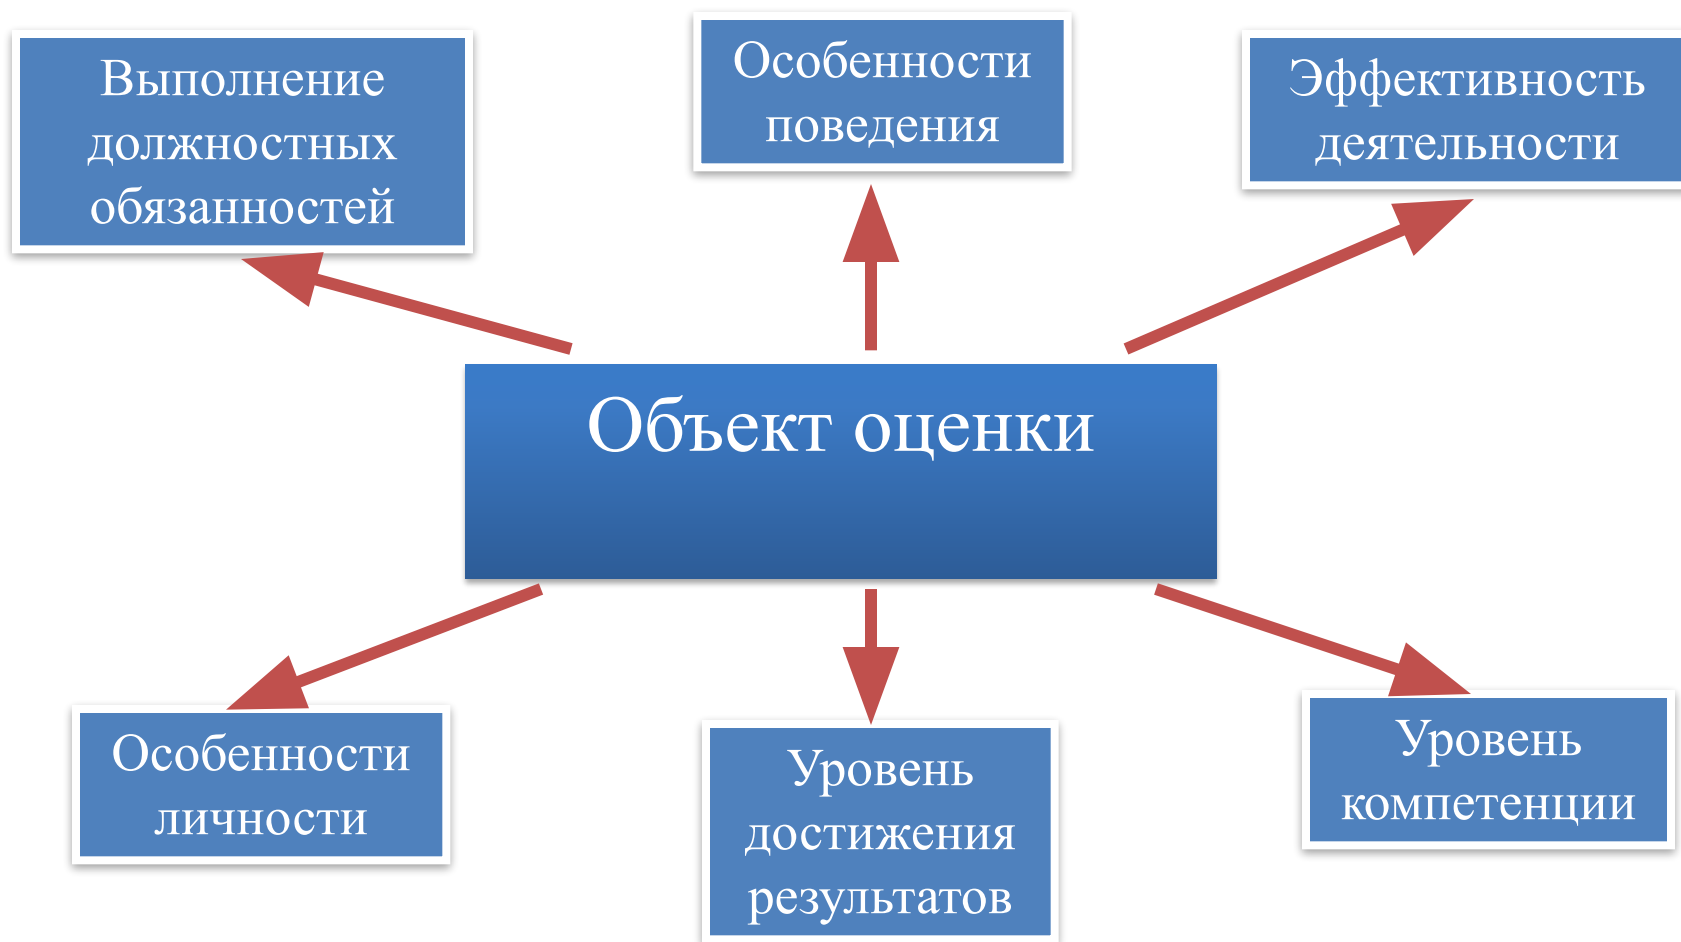 Выполнение
должностных
обязанностей
Особенности
поведения
Эффективность
деятельности
Объект оценки
Особенности
личности
Уровень
достижения
результатов
Уровень
компетенции